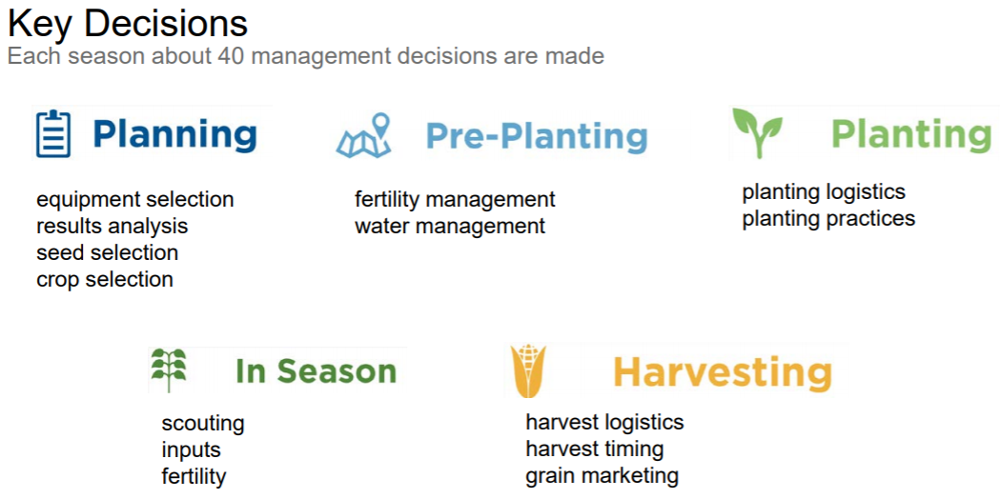 Key Decisions
Each season about 40 management decisions are made
Planning
equipment selection
results analysis
seed selection
crop selection
Pre-Planting
fertility management
water management
Planting
planting logistics
planting practices
In Season
scouting
inputs
fertility
Harvesting
harvest logistics
harvest timing
grain marketing